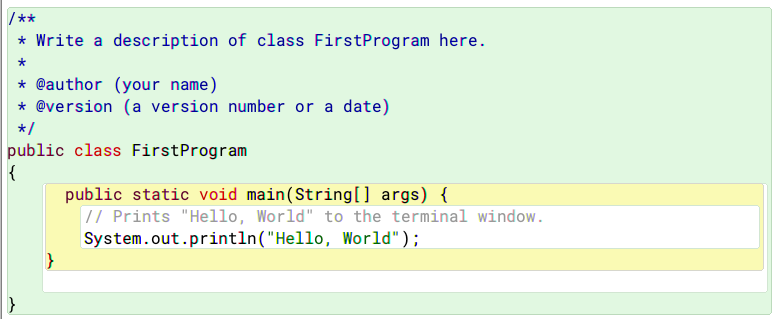 /**
 * Write a description of class FirstProgram here.
 *
 * @author (your name)
 * @version (a version number or a date)
 */
public class FirstProgram
{
    public static void main(String[] args) {
        // Prints "Hello, World" to the terminal window.
        System.out.println("Hello, World");
    }
}